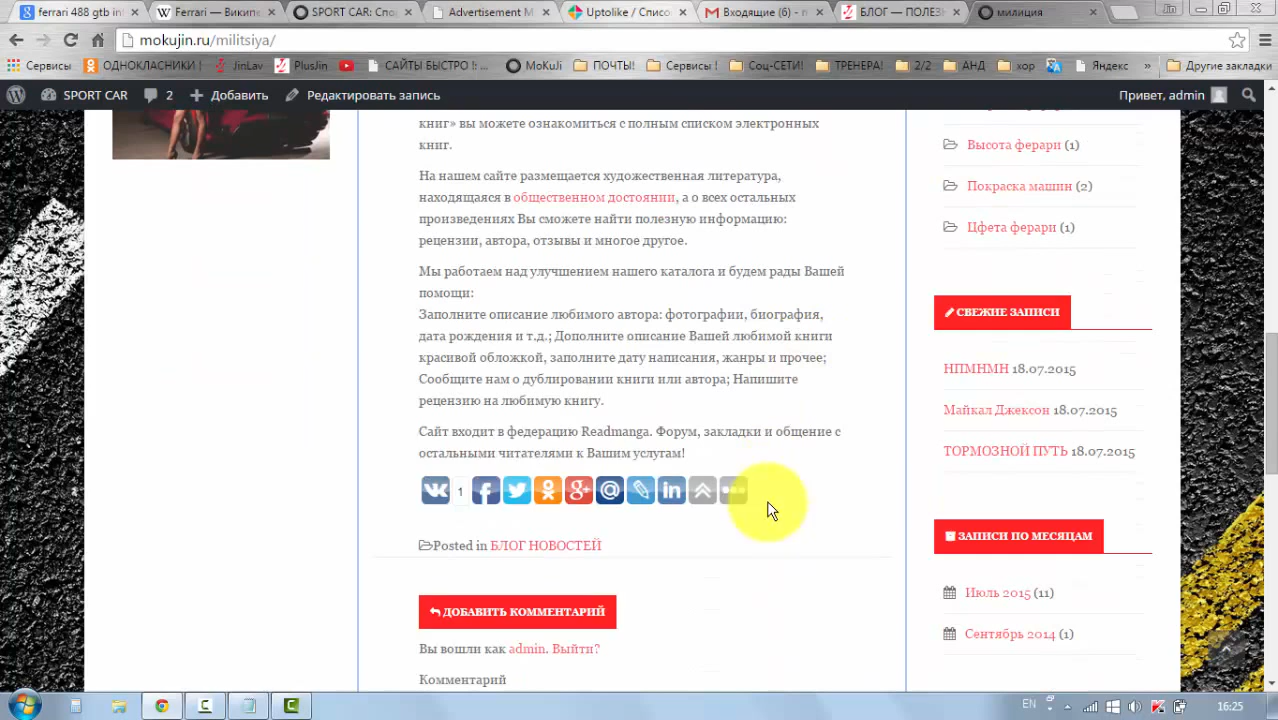 ferrari 488 gtb int
Ferrari — Википе
SPORT CAR: Спо
Advertisement M
Uptolike / Список
Входящие (6) - n
БЛОГ — ПОЛЕЗН
милиция
mokujin.ru/militsiya/
Сервисы
ОДНОКЛАСНИКИ
JinLav
PlusJin
САЙТЫ БЫСТРО !: ...
MoKuJi
ПОЧТЫ!
Сервисы !
Соц-СЕТИ!
ТРЕНЕРА!
2/2
АНД
хор
Яндекс
»
Другие закладки
SPORT CAR
2
Добавить
Редактировать запись
Привет, admin
книг» вы можете ознакомиться с полным списком электронных
книг.
На нашем сайте размещается художественная литература,
находящаяся в общественном достоянии, а о всех остальных
произведениях Вы сможете найти полезную информацию:
рецензии, автора, отзывы и многое другое.
Мы работаем над улучшением нашего каталога и будем рады Вашей
помощи:
Заполните описание любимого автора: фотографии, биография,
дата рождения и т.д.; Дополните описание Вашей любимой книги
красивой обложкой, заполните дату написания, жанры и прочее;
Сообщите нам о дублировании книги или автора; Напишите
рецензию на любимую книгу.
Сайт входит в федерацию Readmanga. Форум, закладки и общение с
остальными читателями к Вашим услугам!
1
Posted in БЛОГ НОВОСТЕЙ
ДОБАВИТЬ КОММЕНТАРИЙ
Вы вошли как admin. Выйти?
Комментарий
Высота ферари (1)
Покраска машин (2)
Цфета ферари (1)
СВЕЖИЕ ЗАПИСИ
НПМНМН 18.07.2015
Майкал Джексон 18.07.2015
ТОРМОЗНОЙ ПУТЬ 18.07.2015
ЗАПИСИ ПО МЕСЯЦАМ
Июль 2015 (11)
Сентябрь 2014 (1)
EN
16:25